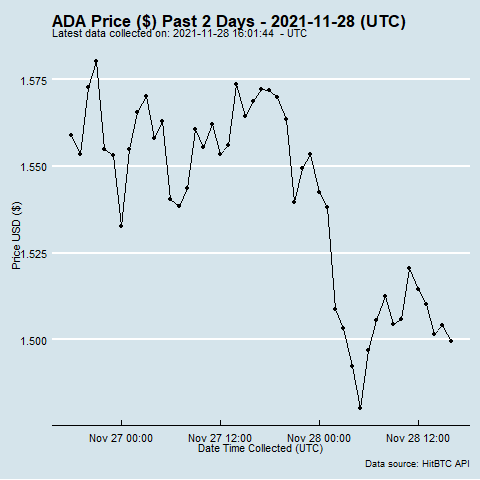 ADA Price ($) Past 2 Days - 2021-11-28 (UTC)
Latest data collected on: 2021-11-28 16:01:44  - UTC
Price USD ($)
1.575
1.550
1.525
1.500
Nov 27 00:00
Nov 27 12:00
Nov 28 00:00
Nov 28 12:00
Date Time Collected (UTC)
Data source: HitBTC API